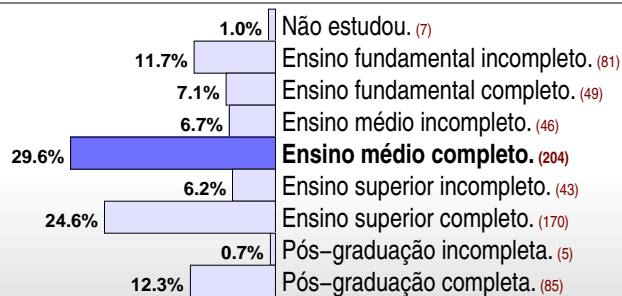 1.0% Não estudou. (7)
11.7% Ensino fundamental incompleto. (81)
7.1% Ensino fundamental completo. (49)
6.7% Ensino médio incompleto. (46)
29.6% Ensino médio completo. (204)
6.2% Ensino superior incompleto. (43)
24.6% Ensino superior completo. (170)
0.7% Pós−graduação incompleta. (5)
12.3% Pós−graduação completa. (85)